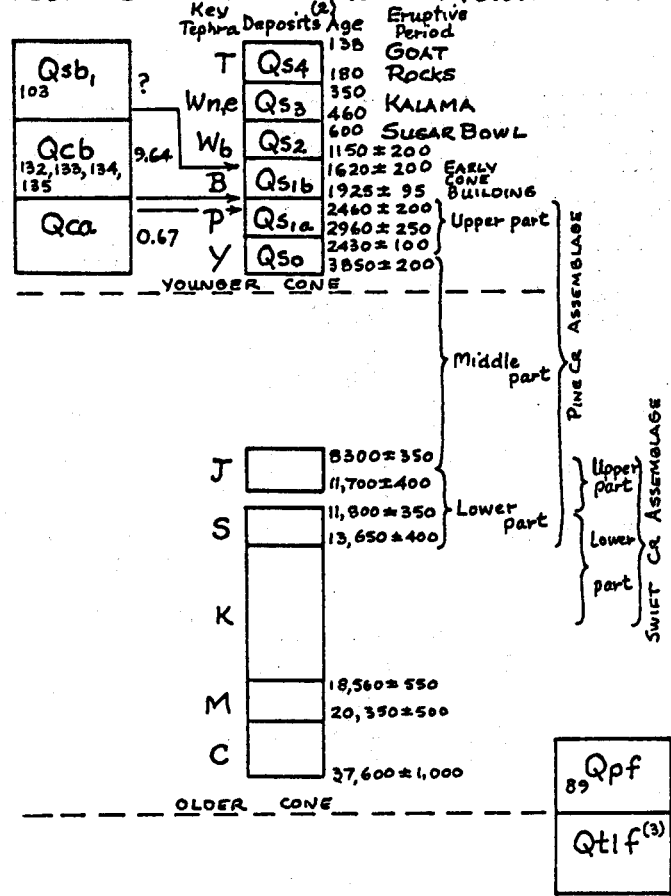 Key Tephra Deposits (2) Age Eruptive Period
T Qs4 138 180 GOAT ROCKS
Wn,e Qs3 350 460 KALAMA
Wb Qs2 600 1150±200 SUGAR BOWL
B Qs1b 1620±200 1925±95 EARLY CONE BUILDING
P Qs1a 2460±200 2960±250 Upper part
Y Qs0 2430±100 3850±200
Qsb1
103
?
Qcb
132, 133, 134, 135
9.64
Qca
0.67
YOUNGER CONE
Middle part
PINE CR ASSEMBLAGE
J 8300±350
11,700±400
S 11,800±350
13,650±400
Lower part
Upper part
Lower part
SWIFT CR ASSEMBLAGE
K
M 18,560±550
20,350±500
C
37,600±1,000
OLDER CONE
89 Qpf
Qtlf (3)